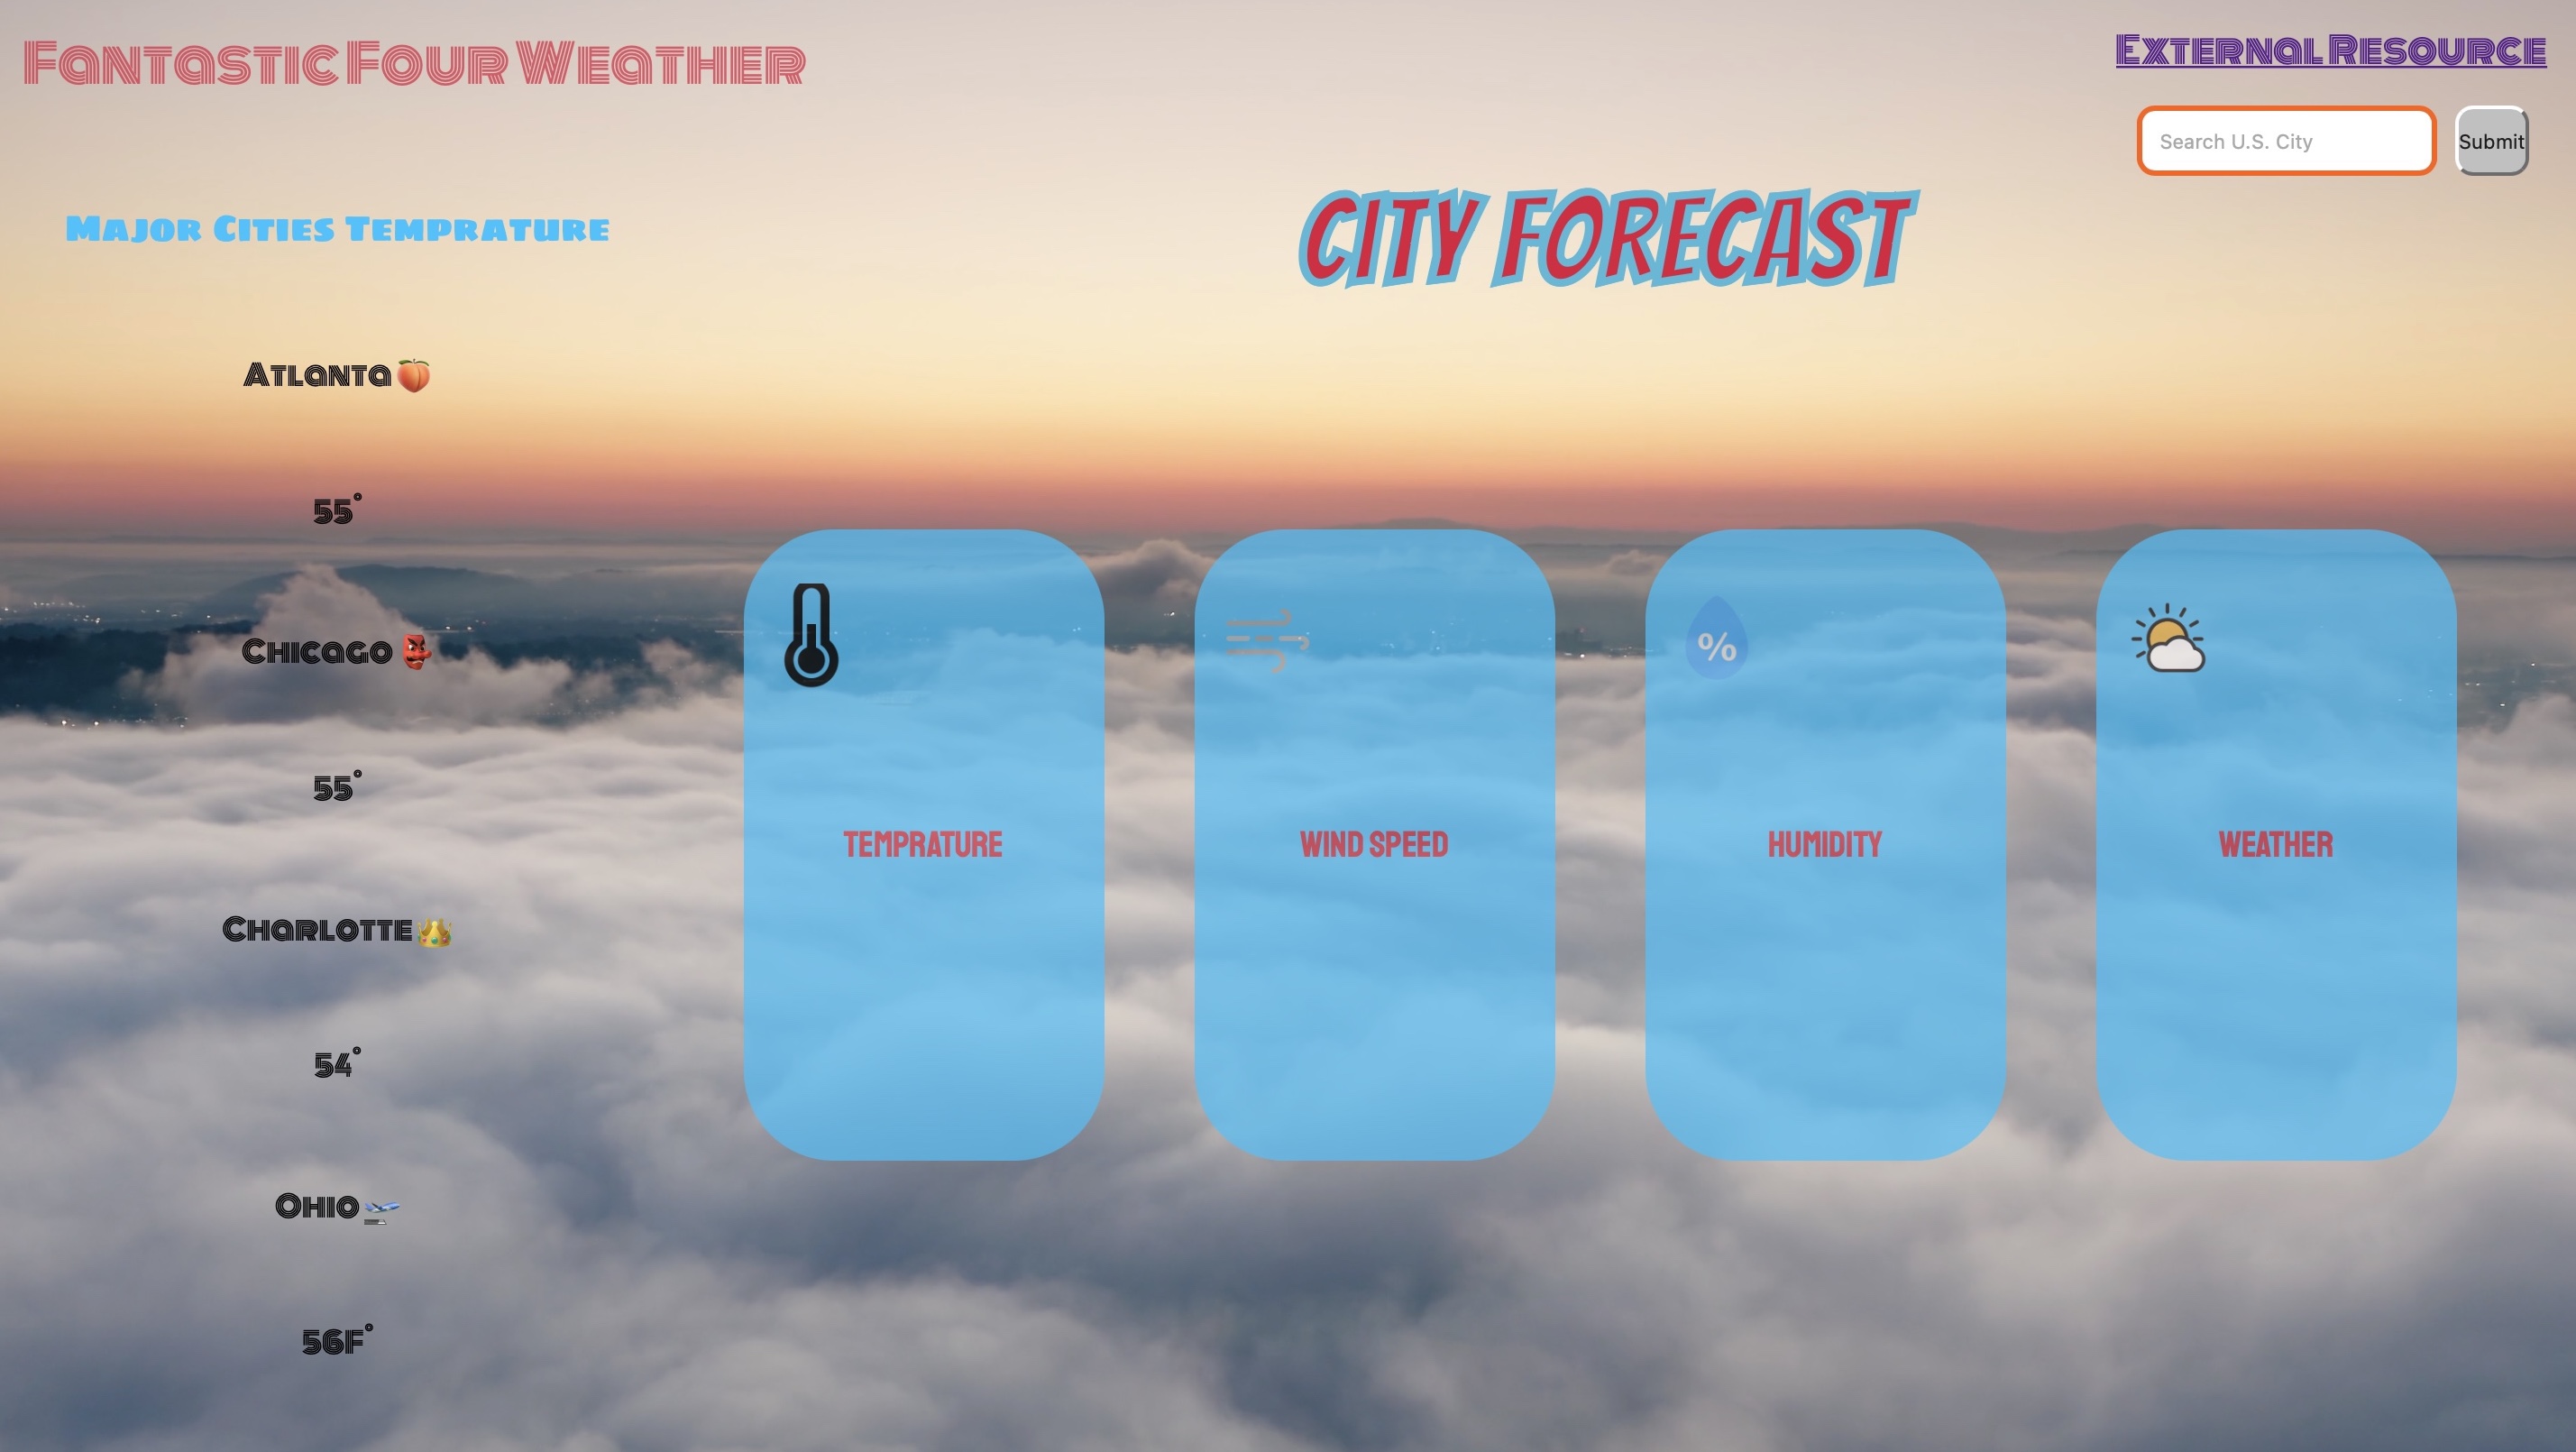 Fantastic Four Weather
External Resource
Search U.S. City
Submit
Major Cities Temprature
CITY FORECAST
Atlanta🍑
55°
Chicago 👺
55°
Charlotte👑
54°
Ohio🛫
56F°
TEMPRATURE
WIND SPEED
%
HUMIDITY
WEATHER